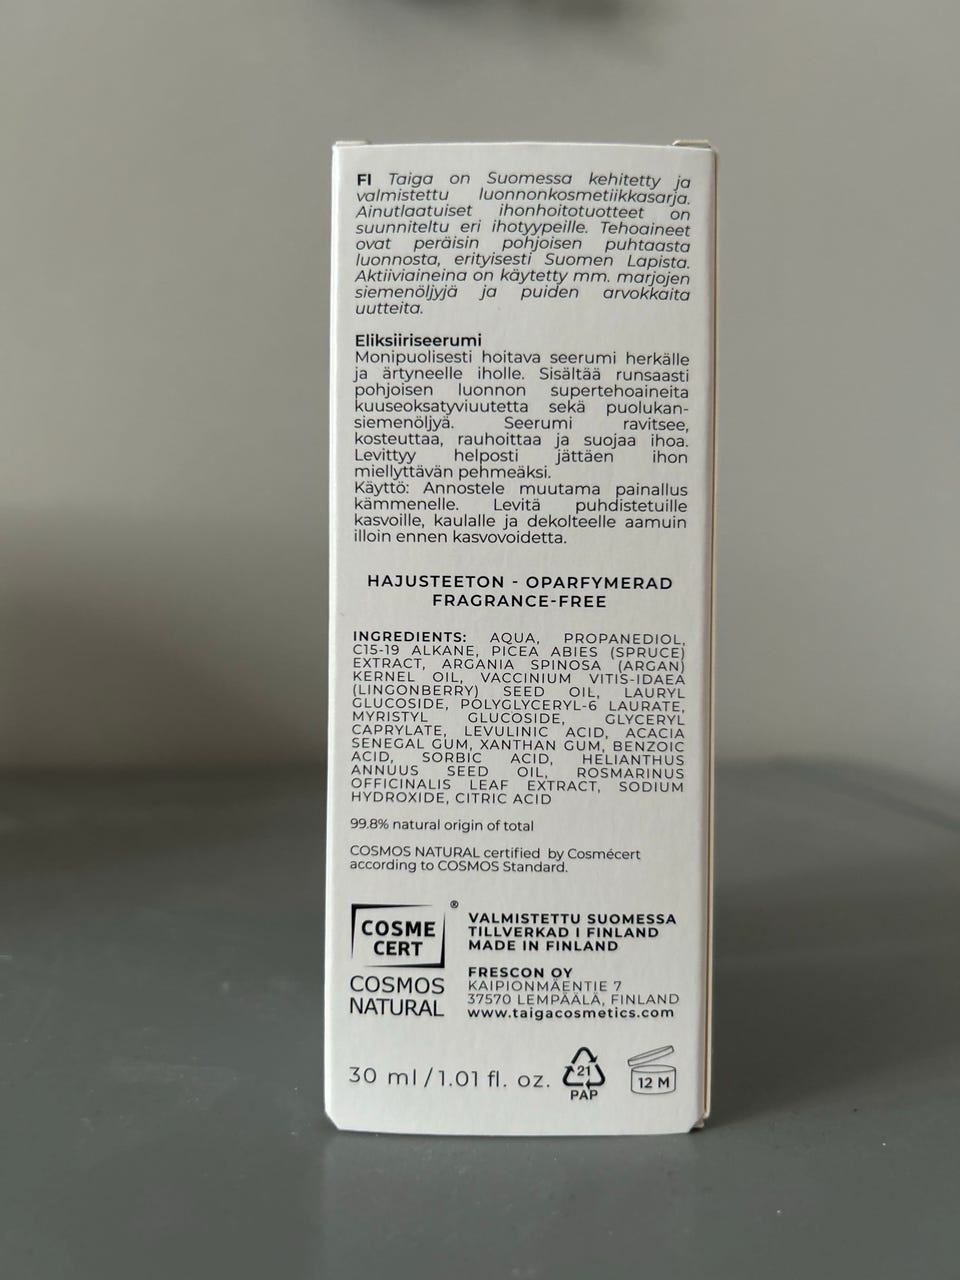 FI Taiga on Suomessa kehitetty ja
valmistettu luonnonkosmetiikkasarja.
Ainutlaatuiset ihonhoitotuotteet on
suunniteltu eri ihotyypeille. Tehoaineet
ovat peräisin pohjoisen puhtaasta
luonnosta, erityisesti Suomen Lapista.
Aktiiviaineina on käytetty mm. marjojen
siemenöljyjä ja puiden arvokkaita
uutteita.
Eliksiiriseerumi
Monipuolisesti hoitava seerumi herkälle
ja ärtyneelle iholle. Sisältää runsaasti
pohjoisen luonnon supertehoaineita
kuuseoksatyviuutetta sekä puolukan-
siemenöljyä. Seerumi ravitsee,
kosteuttaa, rauhoittaa ja suojaa ihoa.
Levittyy helposti jättäen ihon
miellyttävän pehmeäksi.
Käyttö: Annostele muutama painallus
kämmenelle. Levitä puhdistetuille
kasvoille, kaulalle ja dekolteelle aamuin
illoin ennen kasvovoidetta.
HAJUSTEETON - OPARFYMERAD
FRAGRANCE-FREE
INGREDIENTS: AQUA, PROPANEDIOL,
C15-19 ALKANE, PICEA ABIES (SPRUCE)
EXTRACT, ARGANIA SPINOSA (ARGAN)
KERNEL OIL, VACCINIUM VITIS-IDAEA
(LINGONBERRY) SEED OIL, LAURYL
GLUCOSIDE, POLYGLYCERYL-6 LAURATE,
MYRISTYL GLUCOSIDE, GLYCERYL
CAPRYLATE, LEVULINIC ACID, ACACIA
SENEGAL GUM, XANTHAN GUM, BENZOIC
ACID, SORBIC ACID, HELIANTHUS
ANNUUS SEED OIL, ROSMARINUS
OFFICINALIS LEAF EXTRACT, SODIUM
HYDROXIDE, CITRIC ACID
99.8% natural origin of total
COSMOS NATURAL certified by Cosmécert
according to COSMOS Standard.
COSME
CERT
®
COSMOS
NATURAL
VALMISTETTU SUOMESSA
TILLVERKAD I FINLAND
MADE IN FINLAND
FRESCON OY
KAIPIONMÄENTIE 7
37570 LEMPÄÄLÄ, FINLAND
www.taigacosmetics.com
30 ml / 1.01 fl. oz.
21
PAP
12 M